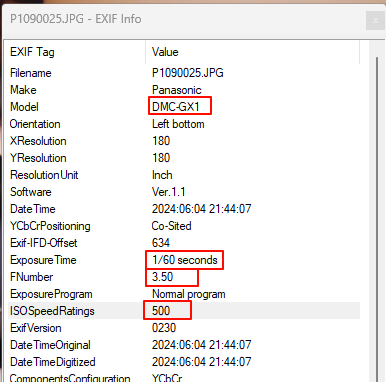 P1090025.JPG - EXIF Info
EXIF Tag Value
Filename P1090025.JPG
Make Panasonic
Model DMC-GX1
Orientation Left bottom
XResolution 180
YResolution 180
ResolutionUnit Inch
Software Ver.1.1
DateTime 2024:06:04 21:44:07
YCbCrPositioning Co-Sited
Exif-IFD-Offset 634
ExposureTime 1/60 seconds
FNumber 3.50
ExposureProgram Normal program
ISOSpeedRatings 500
ExifVersion 0230
DateTimeOriginal 2024:06:04 21:44:07
DateTimeDigitized 2024:06:04 21:44:07
ComponentsConfiguration YCbCr